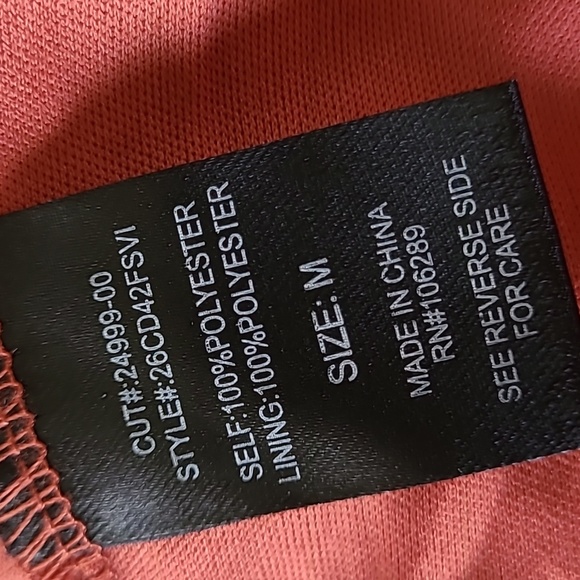 CUT#:24999-00
STYLE#:26CD42FSVI
SELF:100%POLYESTER
LINING:100%POLYESTER
SIZE: M
MADE IN CHINA
RN#106289
SEE REVERSE SIDE
FOR CARE